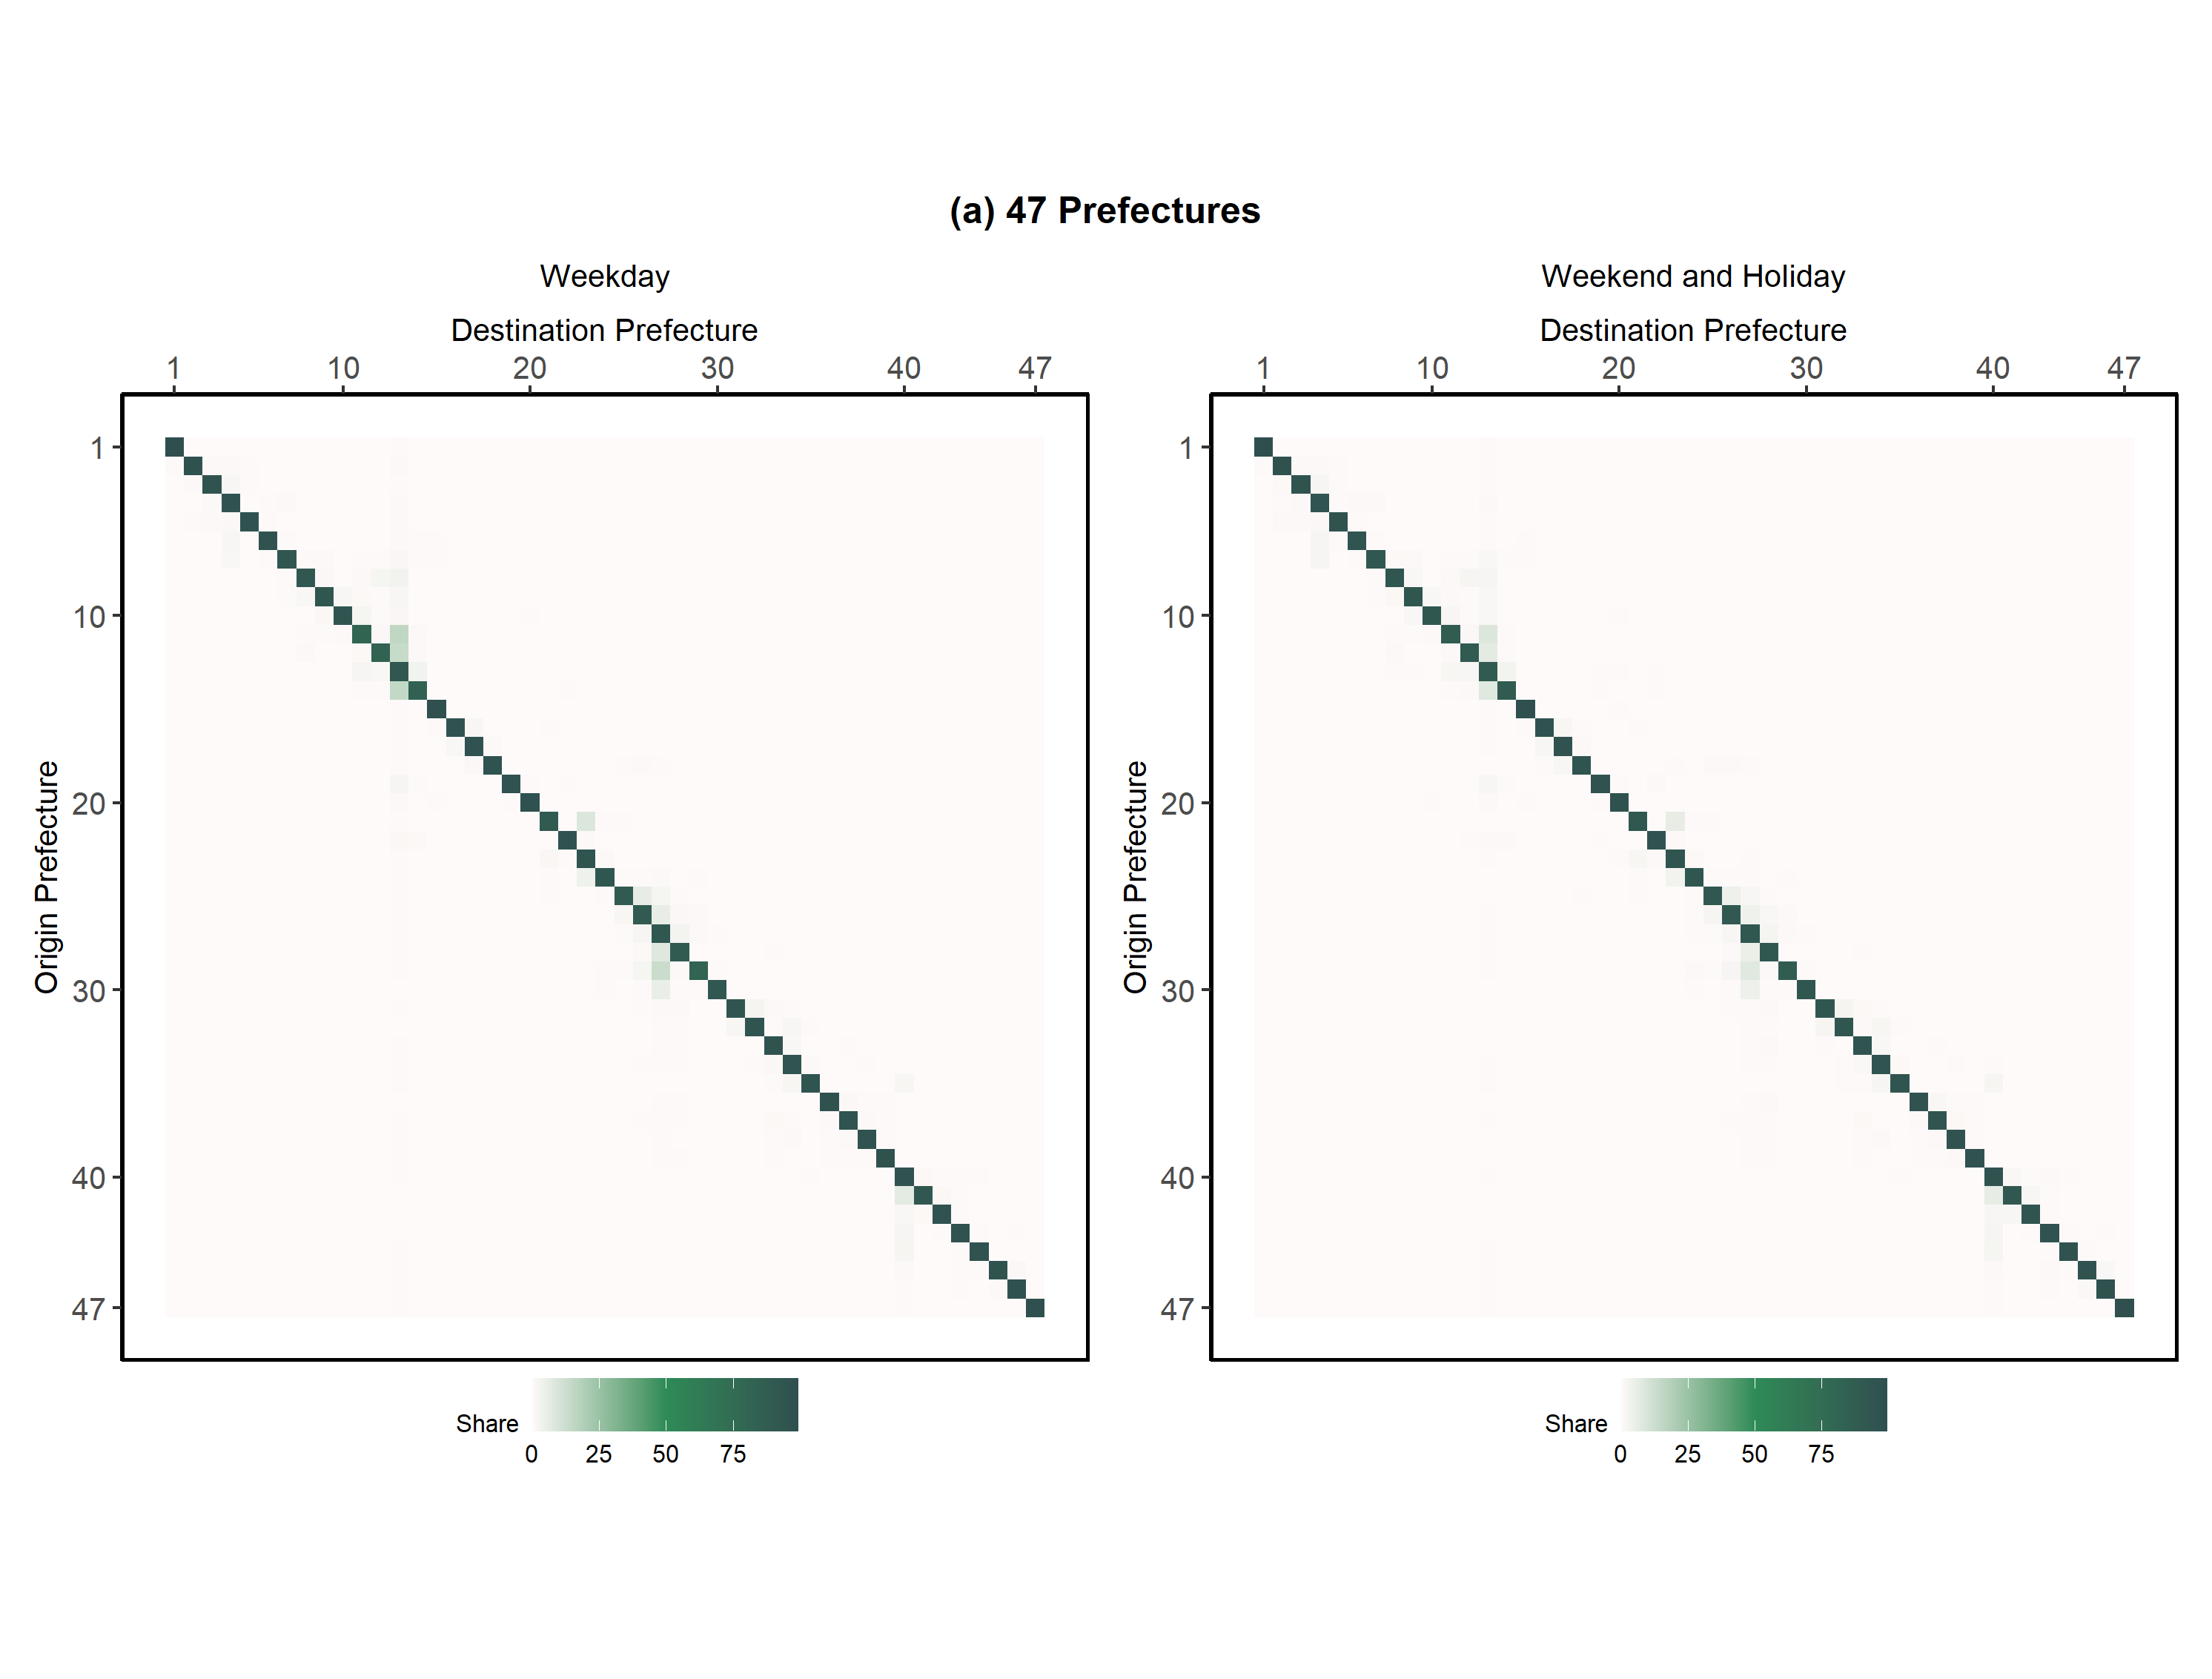 (a) 47 Prefectures
Weekday
Destination Prefecture
1 10 20 30 40 47
Origin Prefecture
1
10
20
30
40
47
Share
0 25 50 75
Weekend and Holiday
Destination Prefecture
1 10 20 30 40 47
Origin Prefecture
1
10
20
30
40
47
Share
0 25 50 75